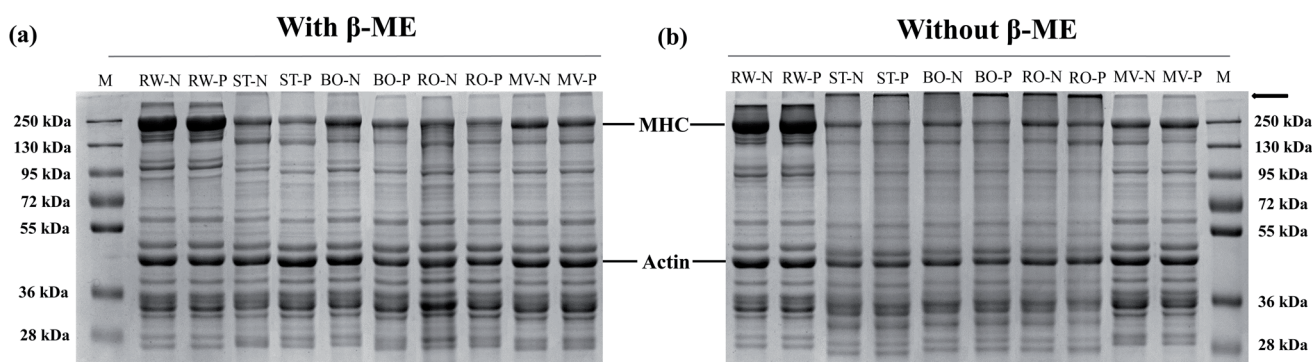 (a) With β-ME
M RW-N RW-P ST-N ST-P BO-N BO-P RO-N RO-P MV-N MV-P
250 kDa
130 kDa
95 kDa
72 kDa
55 kDa
36 kDa
28 kDa
MHC
Actin
(b) Without β-ME
RW-N RW-P ST-N ST-P BO-N BO-P RO-N RO-P MV-N MV-P M
250 kDa
130 kDa
95 kDa
72 kDa
55 kDa
36 kDa
28 kDa